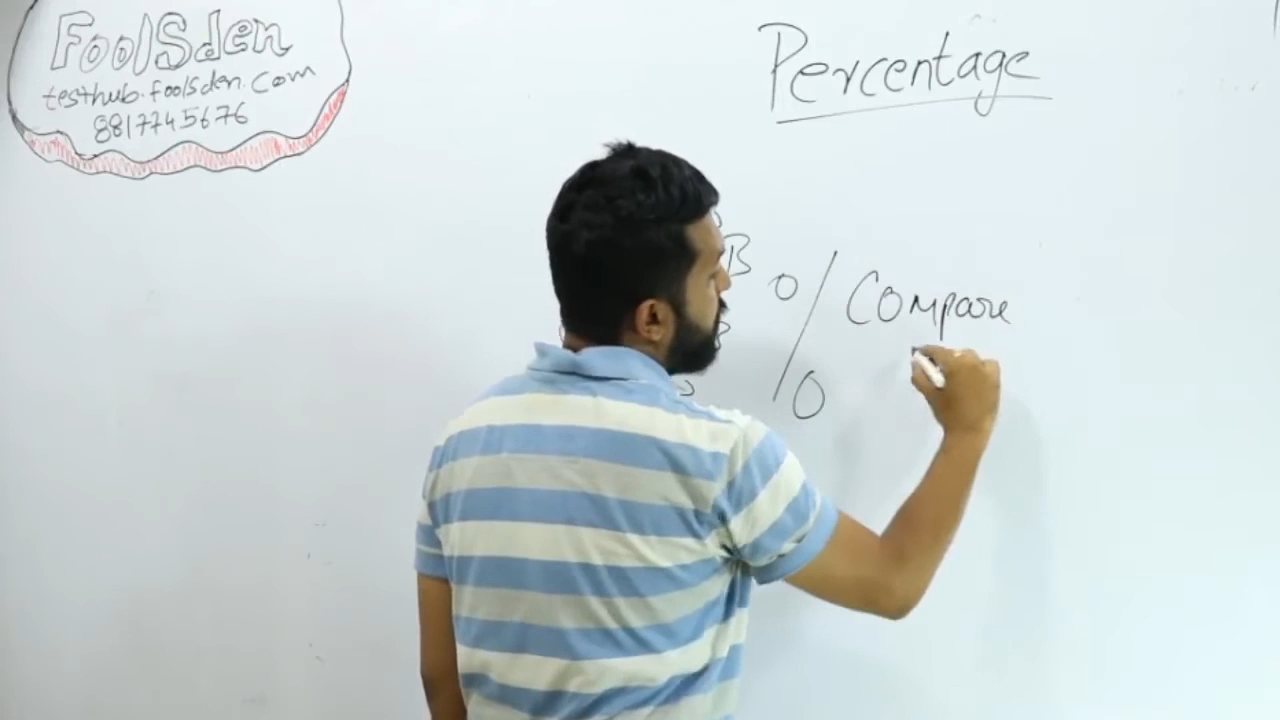 FoolSden
testhub.foolsden.com
8817745676
Percentage
B
% Compare